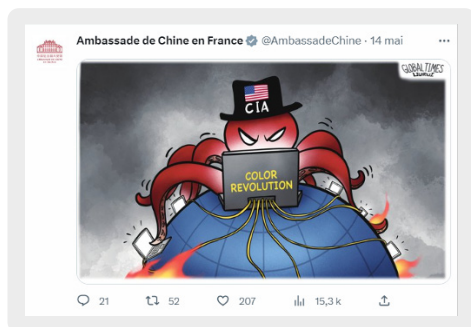 Ambassade de Chine en France @AmbassadeChine · 14 mai ...
GLOBAL TIMES
CIA
COLOR
REVOLUTION
21 52 207 15,3 k